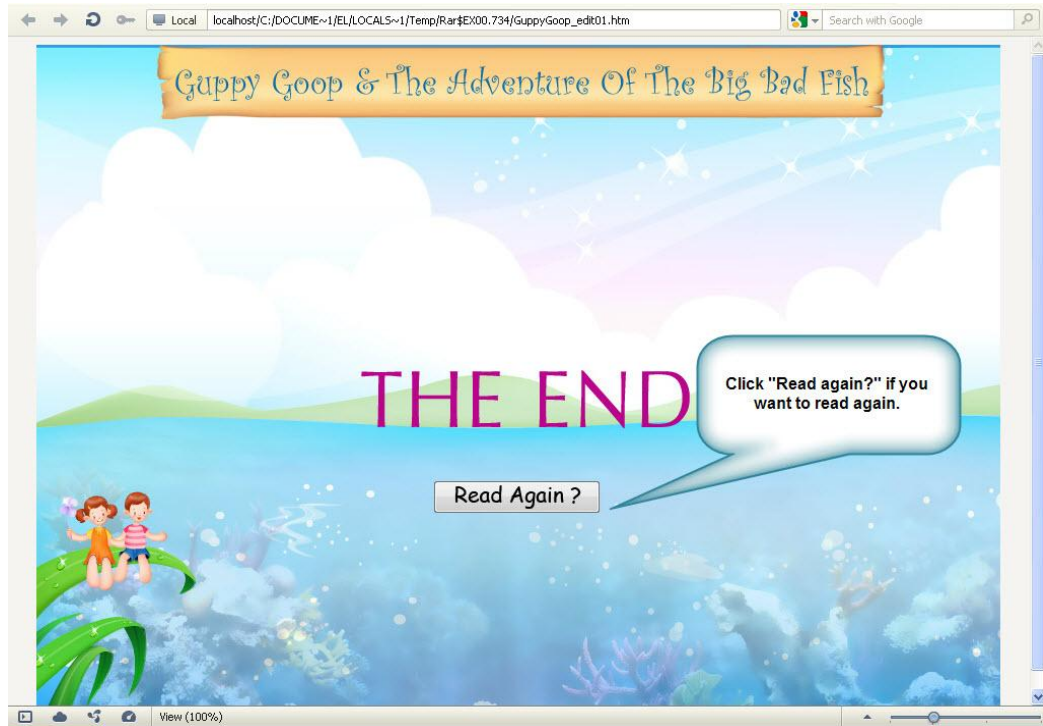 Local
localhost/C:/DOCUME~1/EL/LOCALS~1/Temp/Rar$EX00.734/GuppyGoop_edit01.htm
Search with Google
Guppy Goop & The Adventure Of The Big Bad Fish
THE END
Click "Read again?" if you
want to read again.
Read Again ?
View (100%)